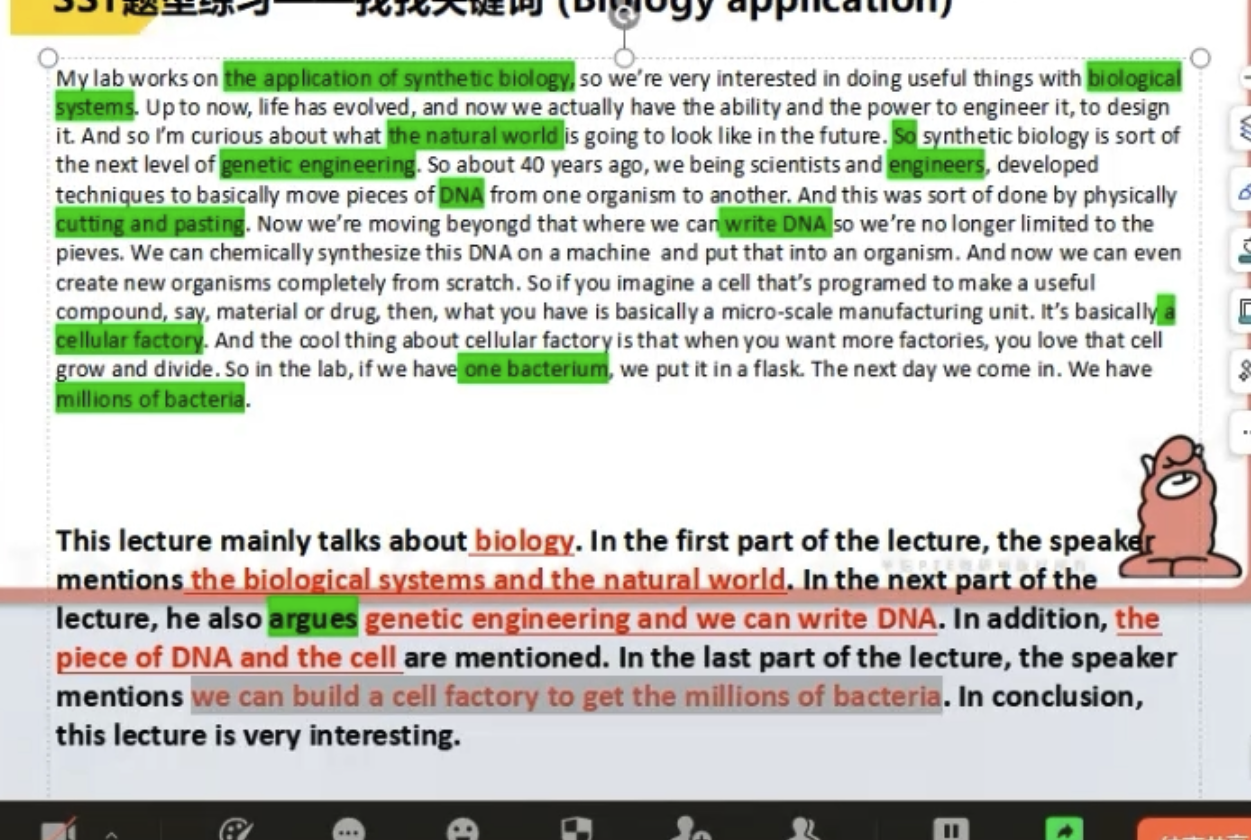 SST题型练习——找找关键词 (Biology application)
My lab works on the application of synthetic biology, so we're very interested in doing useful things with biological
systems. Up to now, life has evolved, and now we actually have the ability and the power to engineer it, to design
it. And so I'm curious about what the natural world is going to look like in the future. So synthetic biology is sort of
the next level of genetic engineering. So about 40 years ago, we being scientists and engineers, developed
techniques to basically move pieces of DNA from one organism to another. And this was sort of done by physically
cutting and pasting. Now we're moving beyongd that where we can write DNA so we're no longer limited to the
pieves. We can chemically synthesize this DNA on a machine and put that into an organism. And now we can even
create new organisms completely from scratch. So if you imagine a cell that's programed to make a useful
compound, say, material or drug, then, what you have is basically a micro-scale manufacturing unit. It's basically a
cellular factory. And the cool thing about cellular factory is that when you want more factories, you love that cell
grow and divide. So in the lab, if we have one bacterium, we put it in a flask. The next day we come in. We have
millions of bacteria.
This lecture mainly talks about biology. In the first part of the lecture, the speaker
mentions the biological systems and the natural world. In the next part of the
lecture, he also argues genetic engineering and we can write DNA. In addition, the
piece of DNA and the cell are mentioned. In the last part of the lecture, the speaker
mentions we can build a cell factory to get the millions of bacteria. In conclusion,
this lecture is very interesting.